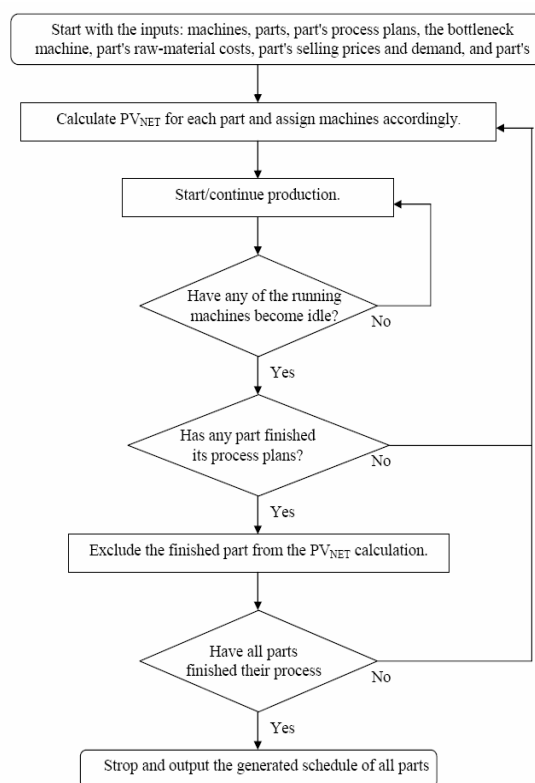 Start with the inputs: machines, parts, part's process plans, the bottleneck
machine, part's raw-material costs, part's selling prices and demand, and part's
Calculate PVNET for each part and assign machines accordingly.
Start/continue production.
Have any of the running
machines become idle?
No
Yes
Has any part finished
its process plans?
No
Yes
Exclude the finished part from the PVNET calculation.
Have all parts
finished their process
No
Yes
Strop and output the generated schedule of all parts